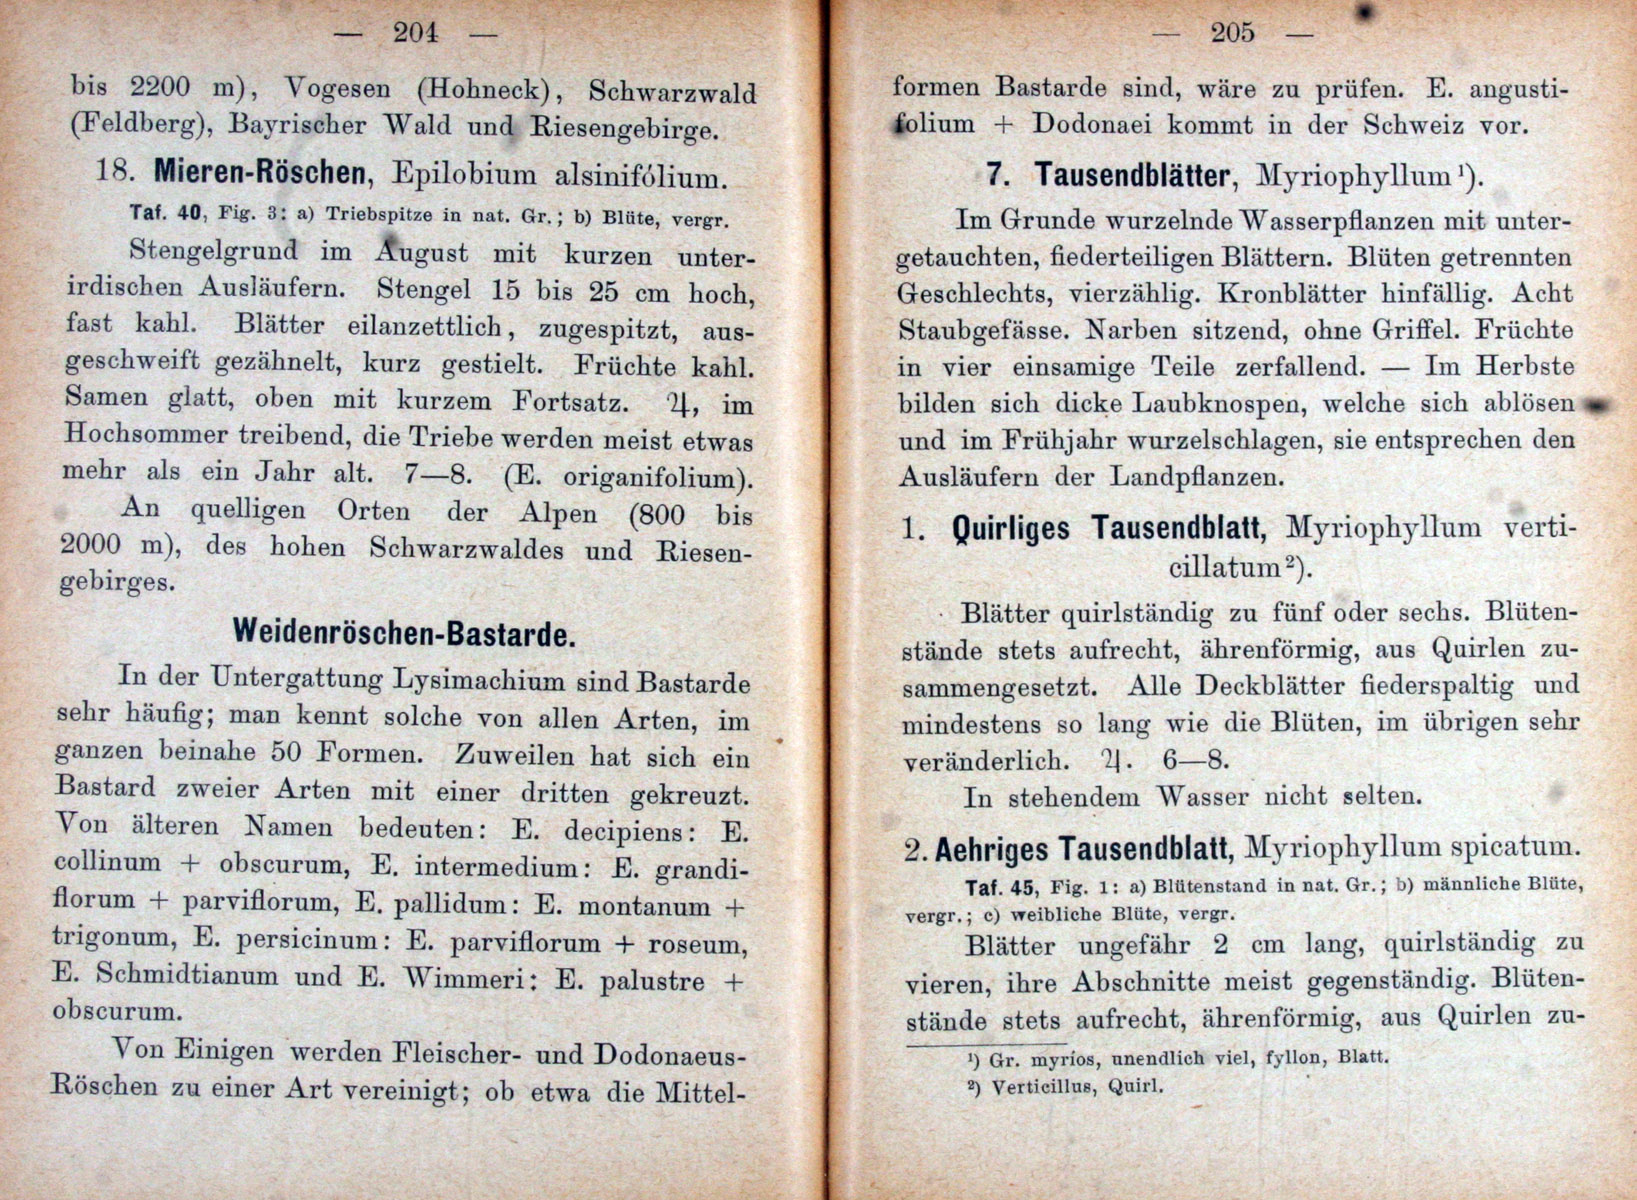 — 204 —
bis 2200 m), Vogesen (Hohneck), Schwarzwald
(Feldberg), Bayrischer Wald und Riesengebirge.
18. Mieren-Röschen, Epilobium alsinifólium.
Taf. 40, Fig. 3: a) Triebspitze in nat. Gr.; b) Blüte, vergr.
Stengelgrund im August mit kurzen unter-
irdischen Ausläufern. Stengel 15 bis 25 cm hoch,
fast kahl. Blätter eilanzettlich, zugespitzt, aus-
geschweift gezähnelt, kurz gestielt. Früchte kahl.
Samen glatt, oben mit kurzem Fortsatz. ♃, im
Hochsommer treibend, die Triebe werden meist etwas
mehr als ein Jahr alt. 7—8. (E. origanifolium).
An quelligen Orten der Alpen (800 bis
2000 m), des hohen Schwarzwaldes und Riesen-
gebirges.
Weidenröschen-Bastarde.
In der Untergattung Lysimachium sind Bastarde
sehr häufig; man kennt solche von allen Arten, im
ganzen beinahe 50 Formen. Zuweilen hat sich ein
Bastard zweier Arten mit einer dritten gekreuzt.
Von älteren Namen bedeuten: E. decipiens: E.
collinum + obscurum, E. intermedium: E. grandi-
florum + parviflorum, E. pallidum: E. montanum +
trigonum, E. persicinum: E. parviflorum + roseum,
E. Schmidtianum und E. Wimmeri: E. palustre +
obscurum.
Von Einigen werden Fleischer- und Dodonaeus-
Röschen zu einer Art vereinigt; ob etwa die Mittel-
— 205 —
formen Bastarde sind, wäre zu prüfen. E. angusti-
folium + Dodonaei kommt in der Schweiz vor.
7. Tausendblätter, Myriophyllum ¹).
Im Grunde wurzelnde Wasserpflanzen mit unter-
getauchten, fiederteiligen Blättern. Blüten getrennten
Geschlechts, vierzählig. Kronblätter hinfällig. Acht
Staubgefässe. Narben sitzend, ohne Griffel. Früchte
in vier einsamige Teile zerfallend. — Im Herbste
bilden sich dicke Laubknospen, welche sich ablösen
und im Frühjahr wurzelschlagen, sie entsprechen den
Ausläufern der Landpflanzen.
1. Quirliges Tausendblatt, Myriophyllum verti-
cillatum ²).
Blätter quirlständig zu fünf oder sechs. Blüten-
stände stets aufrecht, ährenförmig, aus Quirlen zu-
sammengesetzt. Alle Deckblätter fiederspaltig und
mindestens so lang wie die Blüten, im übrigen sehr
veränderlich. ♃. 6—8.
In stehendem Wasser nicht selten.
2. Aehriges Tausendblatt, Myriophyllum spicatum.
Taf. 45, Fig. 1: a) Blütenstand in nat. Gr.; b) männliche Blüte,
vergr.; c) weibliche Blüte, vergr.
Blätter ungefähr 2 cm lang, quirlständig zu
vieren, ihre Abschnitte meist gegenständig. Blüten-
stände stets aufrecht, ährenförmig, aus Quirlen zu-
¹) Gr. myríos, unendlich viel, fyllon, Blatt.
²) Verticillus, Quirl.